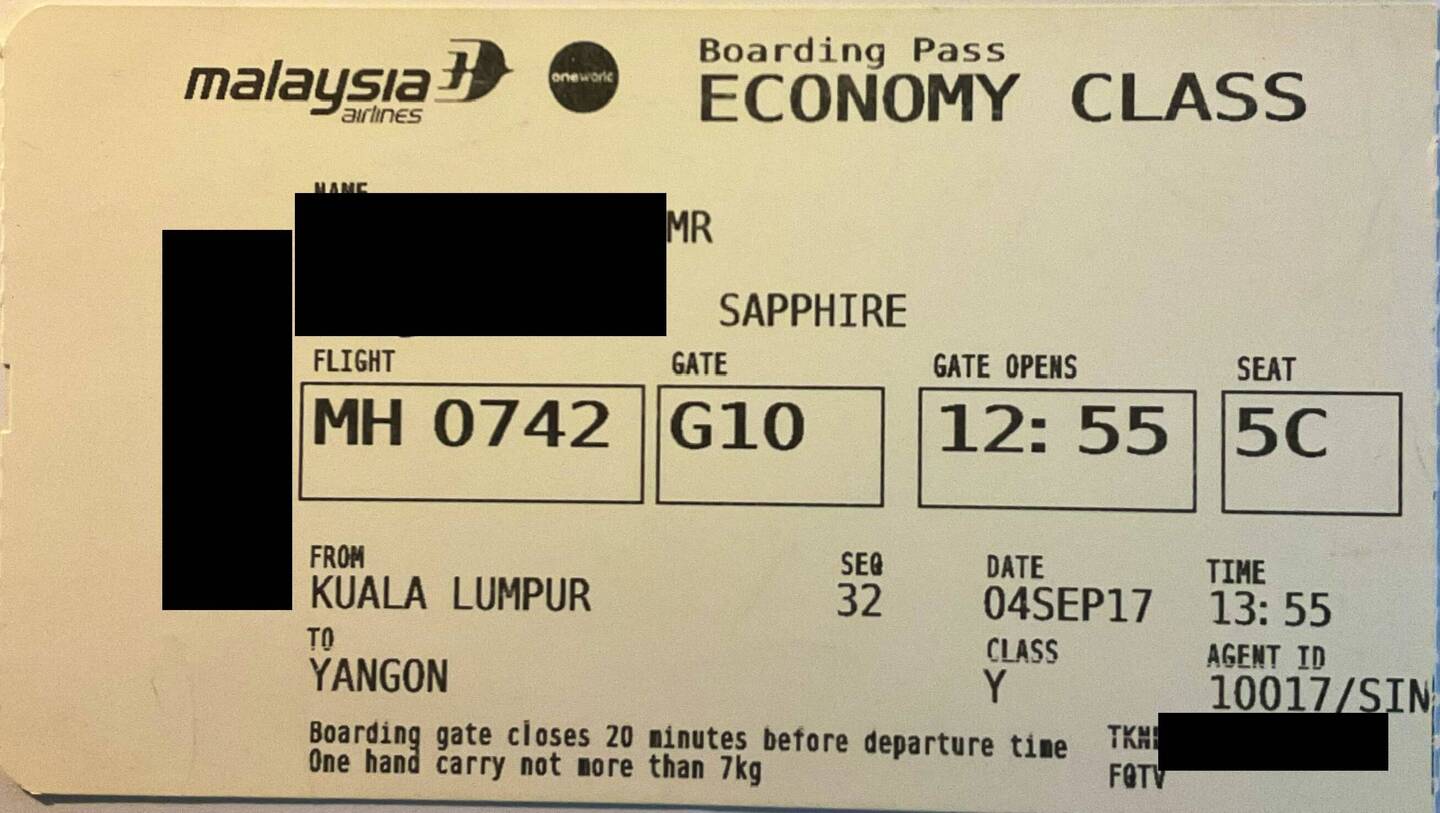 malaysia airlines
oneworld
Boarding Pass
ECONOMY CLASS
NAME
MR
SAPPHIRE
FLIGHT GATE GATE OPENS SEAT
MH 0742 G10 12:55 5C
FROM SEQ DATE TIME
KUALA LUMPUR 32 04SEP17 13:55
TO CLASS AGENT ID
YANGON Y 10017/SIN
Boarding gate closes 20 minutes before departure time
One hand carry not more than 7kg
FQTV